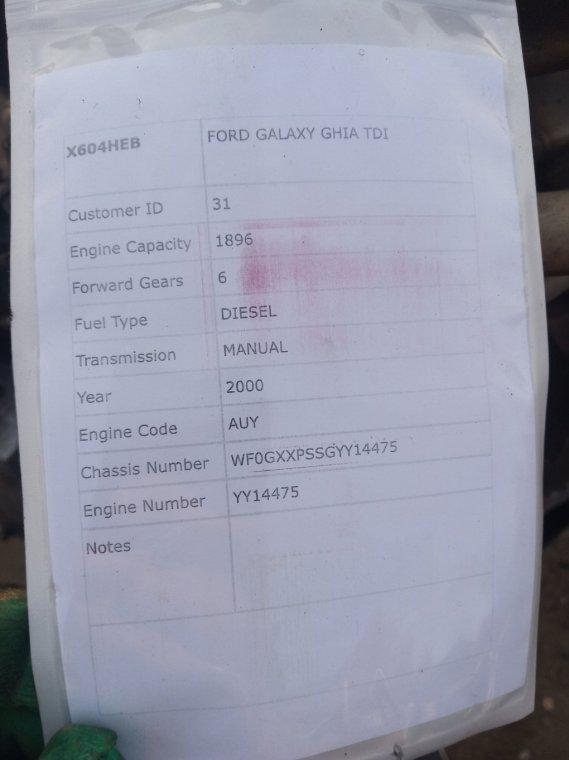 X604HEB FORD GALAXY GHIA TDI
Customer ID 31
Engine Capacity 1896
Forward Gears 6
Fuel Type DIESEL
Transmission MANUAL
Year 2000
Engine Code AUY
Chassis Number WF0GXXPSSGYY14475
Engine Number YY14475
Notes